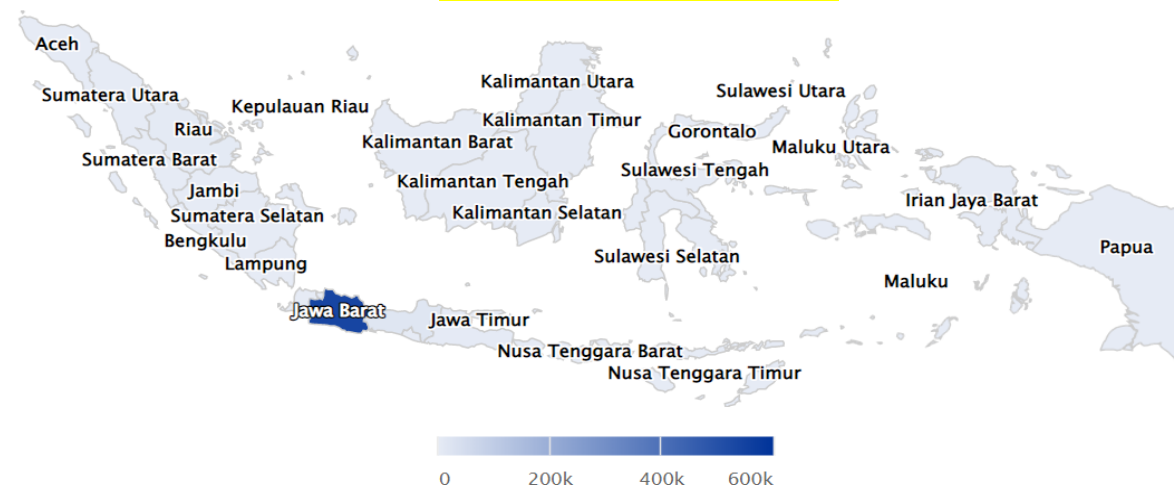 Aceh
Sumatera Utara
Kepulauan Riau
Riau
Sumatera Barat
Jambi
Sumatera Selatan
Bengkulu
Lampung
Kalimantan Utara
Kalimantan Timur
Kalimantan Barat
Kalimantan Tengah
Kalimantan Selatan
Sulawesi Utara
Gorontalo
Maluku Utara
Sulawesi Tengah
Sulawesi Selatan
Irian Jaya Barat
Papua
Maluku
Jawa Barat
Jawa Timur
Nusa Tenggara Barat
Nusa Tenggara Timur
0 200k 400k 600k